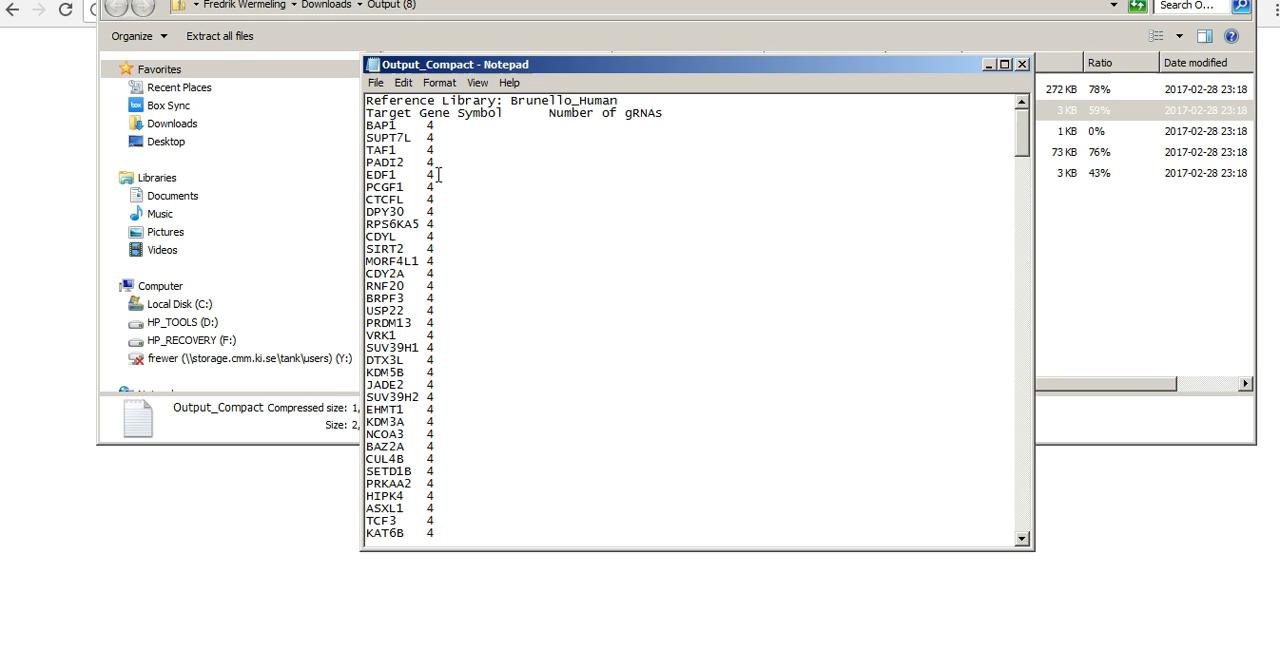 Fredrik Wermeling Downloads Output (8)
Search O...
Organize Extract all files
Favorites
Recent Places
Box Sync
Downloads
Desktop
Libraries
Documents
Music
Pictures
Videos
Computer
Local Disk (C:)
HP_TOOLS (D:)
HP_RECOVERY (F:)
frewer (\\storage.cmm.ki.se\tank\users) (Y:)
Output_Compact Compressed size: 1,
Size: 2,
Output_Compact - Notepad
File Edit Format View Help
Reference Library: Brunello_Human
Target Gene Symbol Number of gRNAs
BAP1 4
SUPT7L 4
TAF1 4
PADI2 4
EDF1 4
PCGF1 4
CTCFL 4
DPY30 4
RPS6KA5 4
CDYL 4
SIRT2 4
MORF4L1 4
CDY2A 4
RNF20 4
BRPF3 4
USP22 4
PRDM13 4
VRK1 4
SUV39H1 4
DTX3L 4
KDM5B 4
JADE2 4
SUV39H2 4
EHMT1 4
KDM3A 4
NCOA3 4
BAZ2A 4
CUL4B 4
SETD1B 4
PRKAA2 4
HIPK4 4
ASXL1 4
TCF3 4
KAT6B 4
Ratio Date modified
272 KB 78% 2017-02-28 23:18
3 KB 59% 2017-02-28 23:18
1 KB 0% 2017-02-28 23:18
73 KB 76% 2017-02-28 23:18
3 KB 43% 2017-02-28 23:18